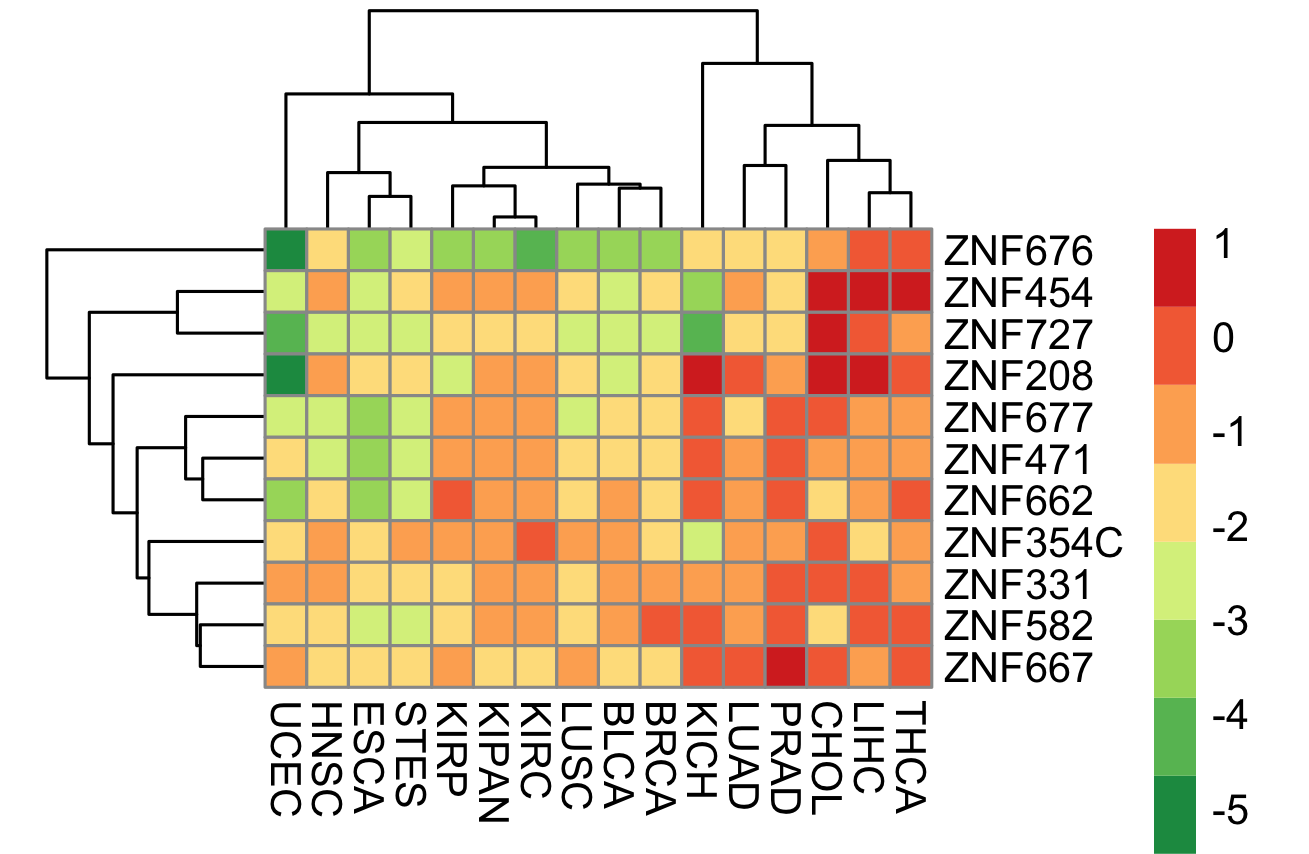 ZNF676
ZNF454
ZNF727
ZNF208
ZNF677
ZNF471
ZNF662
ZNF354C
ZNF331
ZNF582
ZNF667
UCEC
HNSC
ESCA
STES
KIRP
KIPAN
KIRC
LUSC
BLCA
BRCA
KICH
LUAD
PRAD
CHOL
LIHC
THCA
1
0
-1
-2
-3
-4
-5